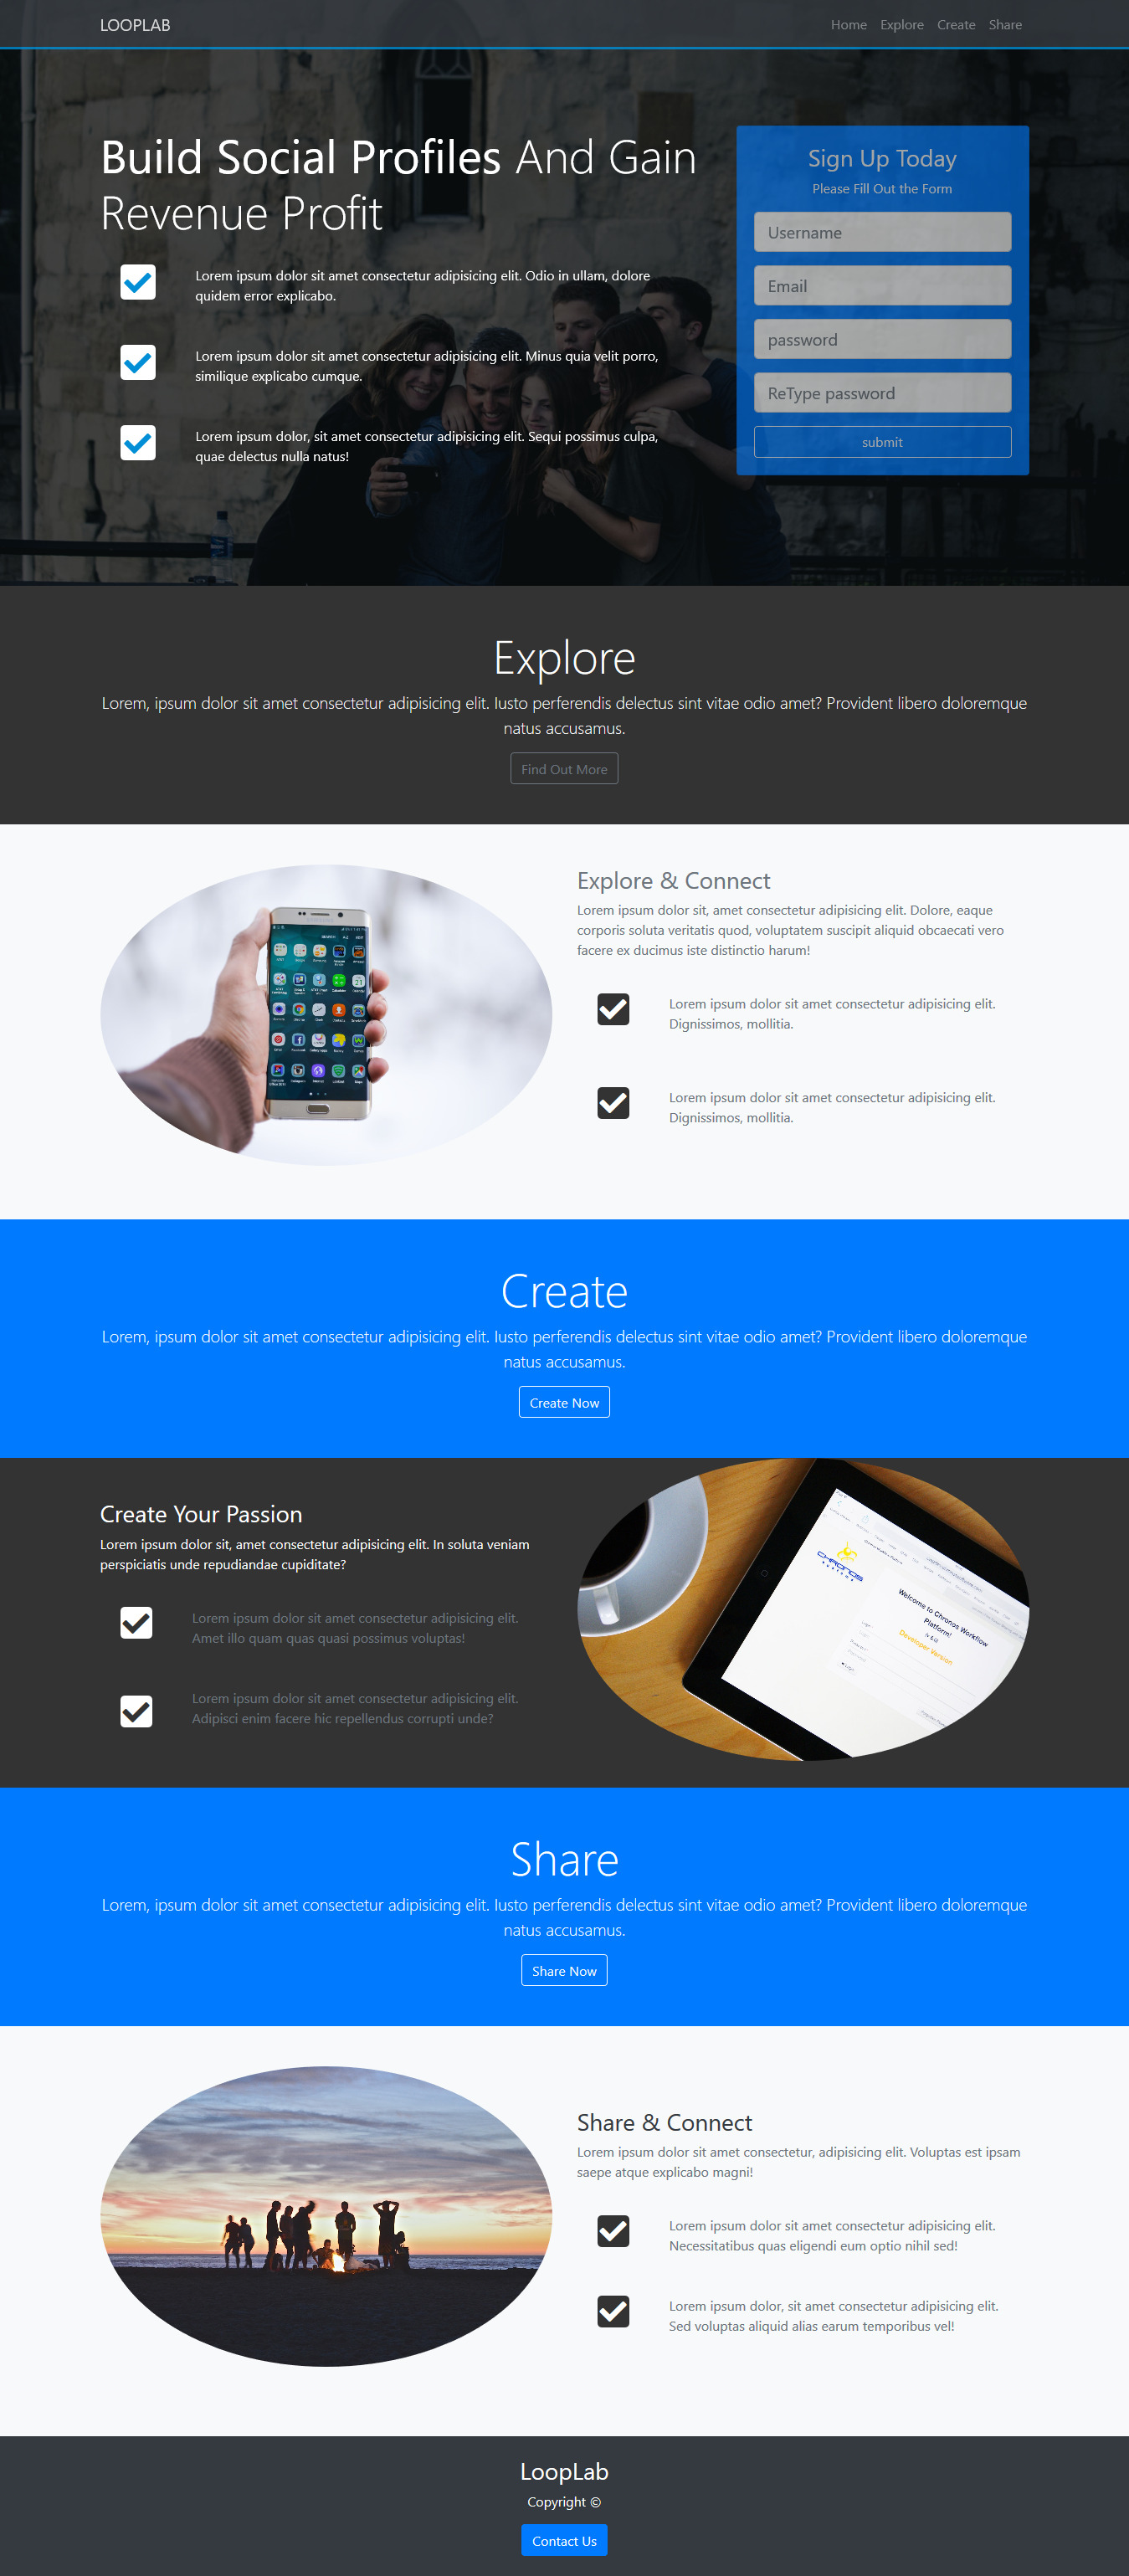 LOOPLAB
Home Explore Create Share
Build Social Profiles And Gain
Revenue Profit
Lorem ipsum dolor sit amet consectetur adipisicing elit. Odio in ullam, dolore
quidem error explicabo.
Lorem ipsum dolor sit amet consectetur adipisicing elit. Minus quia velit porro,
similique explicabo cumque.
Lorem ipsum dolor, sit amet consectetur adipisicing elit. Sequi possimus culpa,
quae delectus nulla natus!
Sign Up Today
Please Fill Out the Form
Username
Email
password
ReType password
submit
Explore
Lorem, ipsum dolor sit amet consectetur adipisicing elit. Iusto perferendis delectus sint vitae odio amet? Provident libero doloremque
natus accusamus.
Find Out More
Explore & Connect
Lorem ipsum dolor sit, amet consectetur adipisicing elit. Dolore, eaque
corporis soluta veritatis quod, voluptatem suscipit aliquid obcaecati vero
facere ex ducimus iste distinctio harum!
Lorem ipsum dolor sit amet consectetur adipisicing elit.
Dignissimos, mollitia.
Lorem ipsum dolor sit amet consectetur adipisicing elit.
Dignissimos, mollitia.
Create
Lorem, ipsum dolor sit amet consectetur adipisicing elit. Iusto perferendis delectus sint vitae odio amet? Provident libero doloremque
natus accusamus.
Create Now
Create Your Passion
Lorem ipsum dolor sit, amet consectetur adipisicing elit. In soluta veniam
perspiciatis unde repudiandae cupiditate?
Lorem ipsum dolor sit amet consectetur adipisicing elit.
Amet illo quam quas quasi possimus voluptas!
Lorem ipsum dolor sit amet consectetur adipisicing elit.
Adipisci enim facere hic repellendus corrupti unde?
CHRONOS
Welcome to Chronos Workflow
Platform!
Developer Version
Share
Lorem, ipsum dolor sit amet consectetur adipisicing elit. Iusto perferendis delectus sint vitae odio amet? Provident libero doloremque
natus accusamus.
Share Now
Share & Connect
Lorem ipsum dolor sit amet consectetur, adipisicing elit. Voluptas est ipsam
saepe atque explicabo magni!
Lorem ipsum dolor sit amet consectetur adipisicing elit.
Necessitatibus quas eligendi eum optio nihil sed!
Lorem ipsum dolor, sit amet consectetur adipisicing elit.
Sed voluptas aliquid alias earum temporibus vel!
LoopLab
Copyright ©
Contact Us